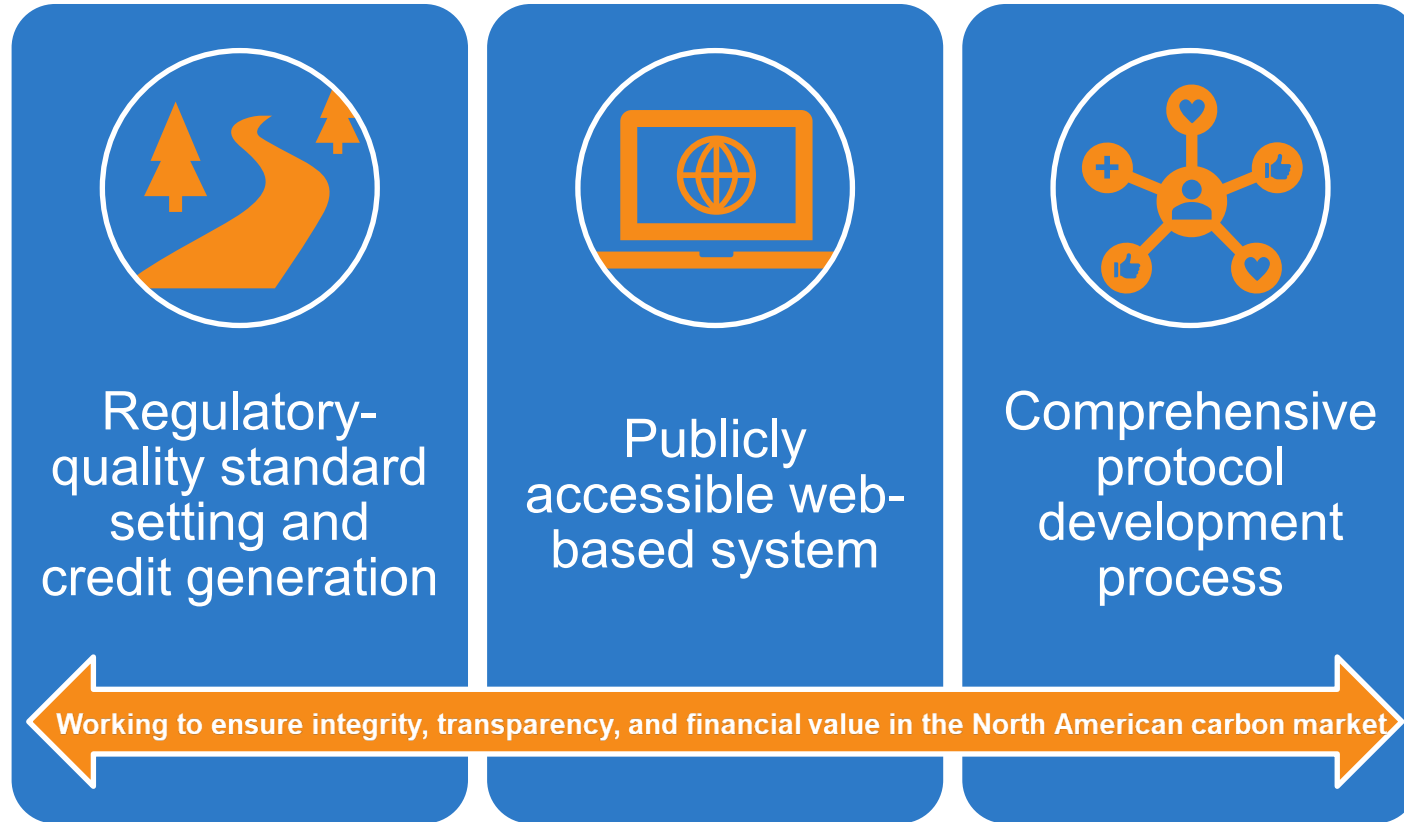 Regulatory-
quality standard
setting and
credit generation
Publicly
accessible web-
based system
Comprehensive
protocol
development
process
Working to ensure integrity, transparency, and financial value in the North American carbon market